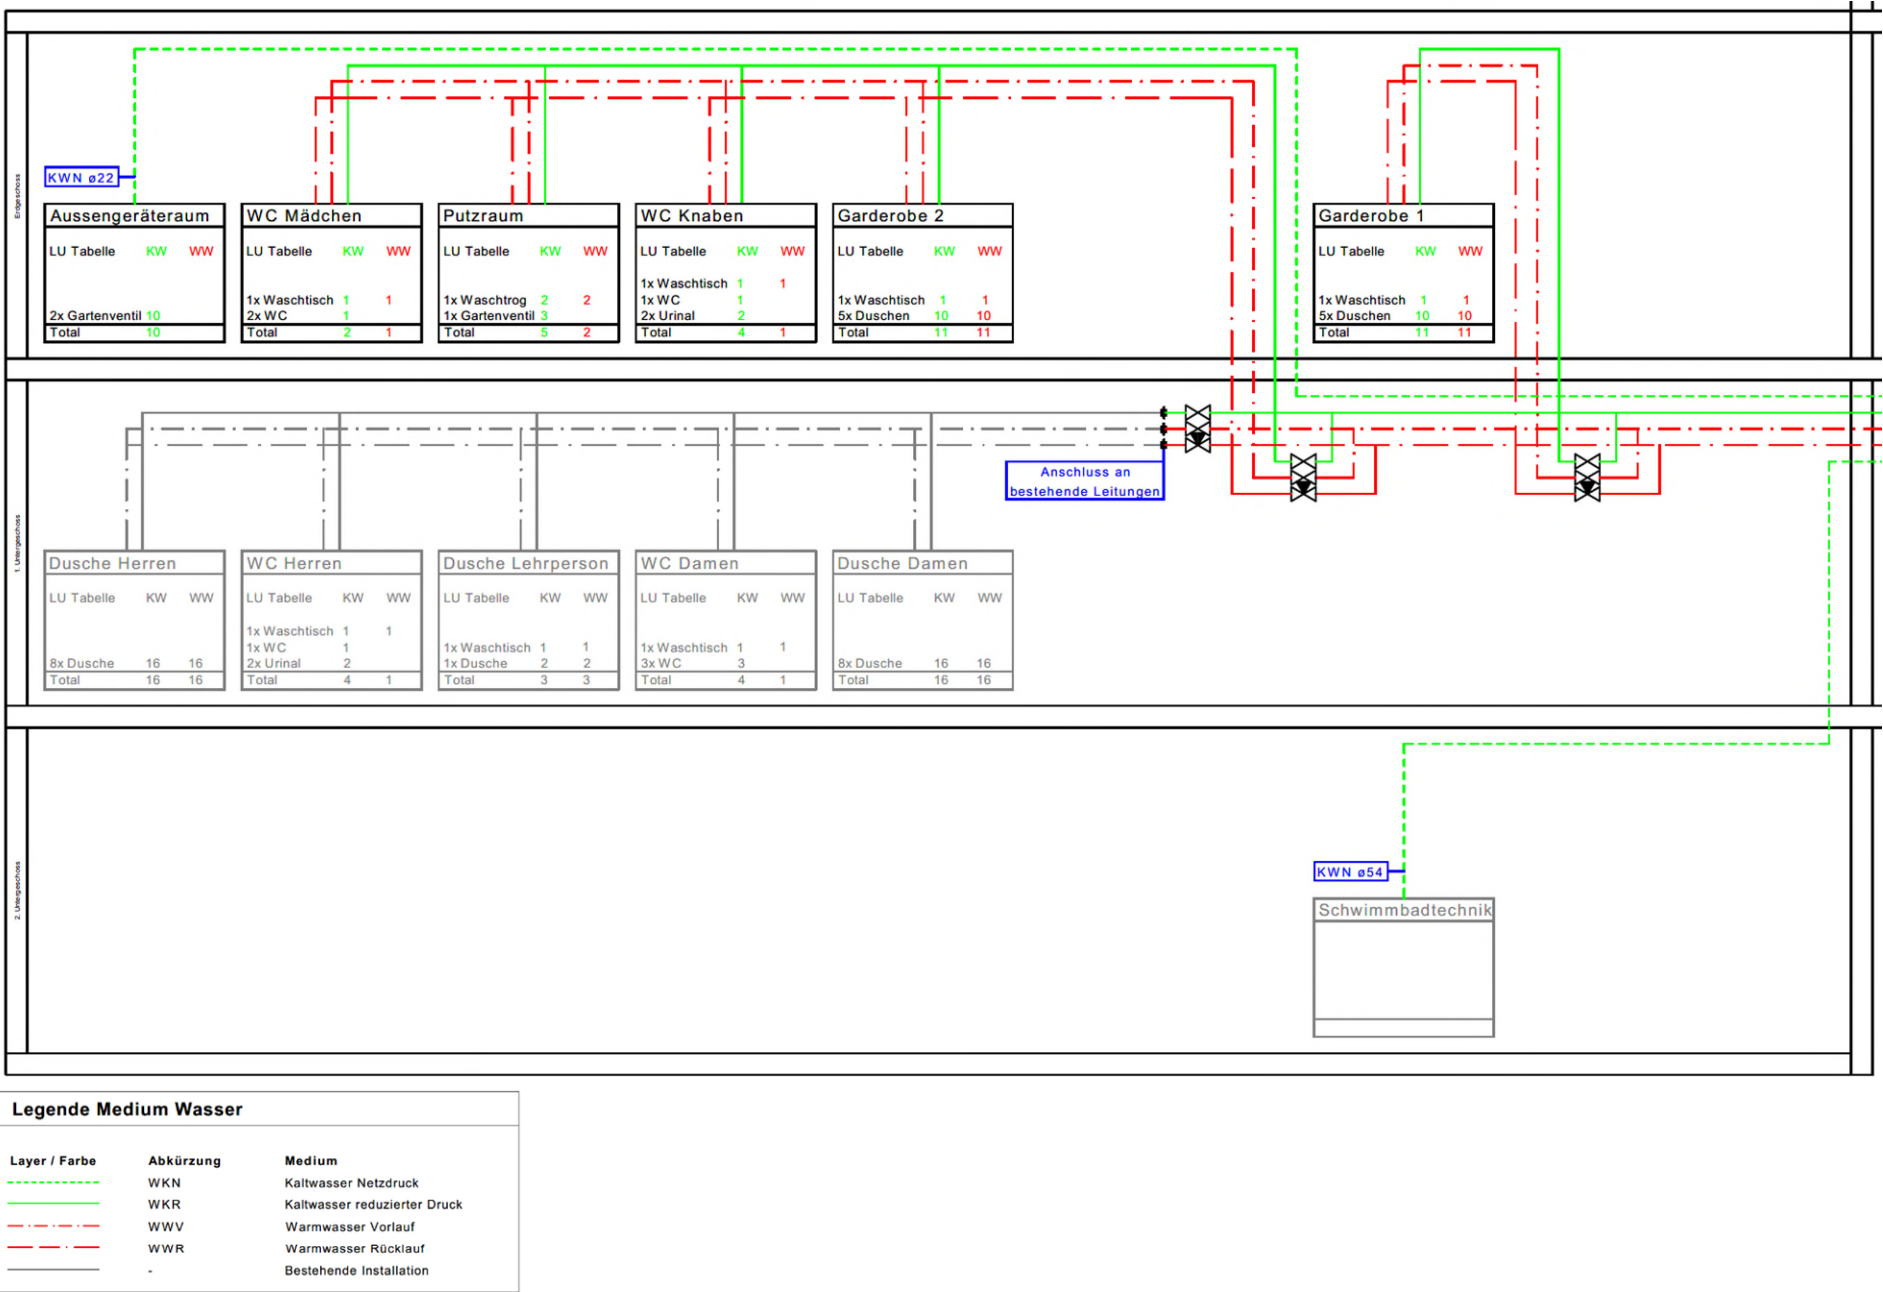 Erdgeschoss
KWN ø22
Aussengeräteraum
LU Tabelle KW WW
2x Gartenventil 10
Total 10
WC Mädchen
LU Tabelle KW WW
1x Waschtisch 1 1
2x WC 1
Total 2 1
Putzraum
LU Tabelle KW WW
1x Waschtrog 2 2
1x Gartenventil 3
Total 5 2
WC Knaben
LU Tabelle KW WW
1x Waschtisch 1 1
1x WC 1
2x Urinal 2
Total 4 1
Garderobe 2
LU Tabelle KW WW
1x Waschtisch 1 1
5x Duschen 10 10
Total 11 11
Garderobe 1
LU Tabelle KW WW
1x Waschtisch 1 1
5x Duschen 10 10
Total 11 11
1. Untergeschoss
Anschluss an
bestehende Leitungen
Dusche Herren
LU Tabelle KW WW
8x Dusche 16 16
Total 16 16
WC Herren
LU Tabelle KW WW
1x Waschtisch 1 1
1x WC 1
2x Urinal 2
Total 4 1
Dusche Lehrperson
LU Tabelle KW WW
1x Waschtisch 1 1
1x Dusche 2 2
Total 3 3
WC Damen
LU Tabelle KW WW
1x Waschtisch 1 1
3x WC 3
Total 4 1
Dusche Damen
LU Tabelle KW WW
8x Dusche 16 16
Total 16 16
2. Untergeschoss
KWN ø54
Schwimmbadtechnik
Legende Medium Wasser
Layer / Farbe Abkürzung Medium
WKN Kaltwasser Netzdruck
WKR Kaltwasser reduzierter Druck
WWV Warmwasser Vorlauf
WWR Warmwasser Rücklauf
- Bestehende Installation